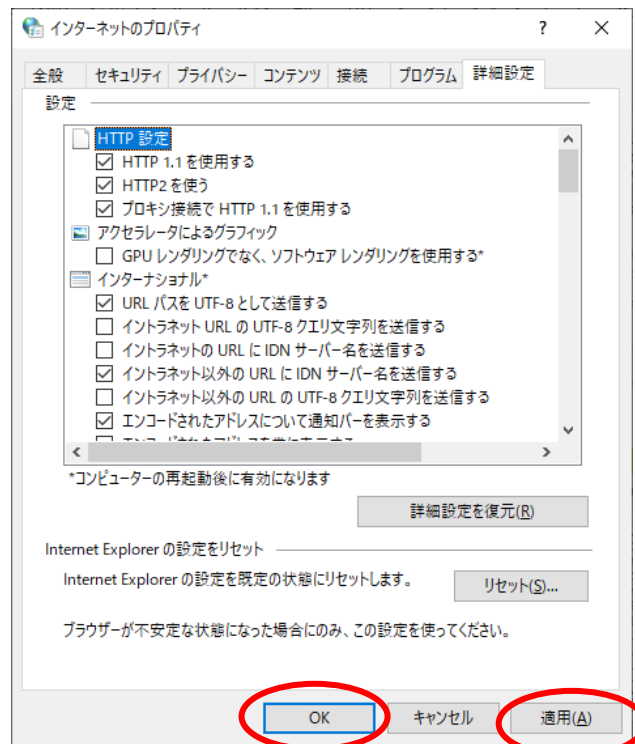 インターネットのプロパティ ? ×
全般 セキュリティ プライバシー コンテンツ 接続 プログラム 詳細設定
設定
HTTP 設定
HTTP 1.1 を使用する
HTTP2 を使う
プロキシ接続で HTTP 1.1 を使用する
アクセラレータによるグラフィック
GPU レンダリングでなく、ソフトウェア レンダリングを使用する*
インターナショナル*
URL パスを UTF-8 として送信する
イントラネット URL の UTF-8 クエリ文字列を送信する
イントラネットの URL に IDN サーバー名を送信する
イントラネット以外の URL に IDN サーバー名を送信する
イントラネット以外の URL の UTF-8 クエリ文字列を送信する
エンコードされたアドレスについて通知バーを表示する
*コンピューターの再起動後に有効になります
詳細設定を復元(R)
Internet Explorer の設定をリセット
Internet Explorer の設定を既定の状態にリセットします。 リセット(S)...
ブラウザーが不安定な状態になった場合にのみ、この設定を使ってください。
OK キャンセル 適用(A)